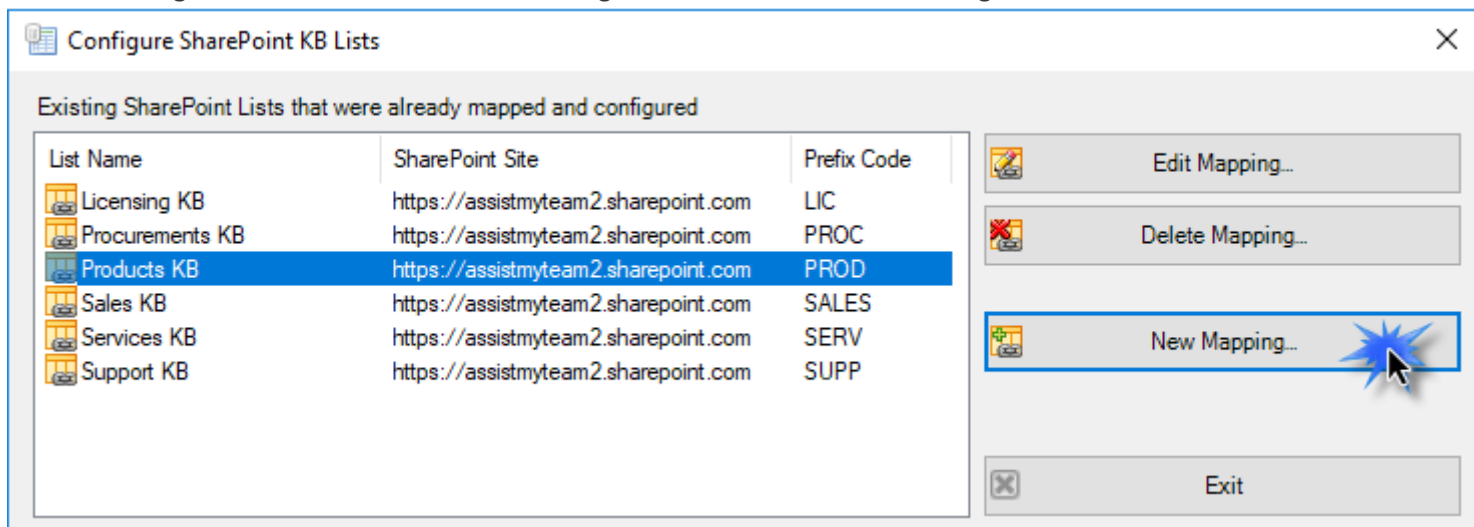 Configure SharePoint KB Lists
Existing SharePoint Lists that were already mapped and configured
List Name SharePoint Site Prefix Code
Licensing KB https://assistmyteam2.sharepoint.com LIC
Procurements KB https://assistmyteam2.sharepoint.com PROC
Products KB https://assistmyteam2.sharepoint.com PROD
Sales KB https://assistmyteam2.sharepoint.com SALES
Services KB https://assistmyteam2.sharepoint.com SERV
Support KB https://assistmyteam2.sharepoint.com SUPP
Edit Mapping...
Delete Mapping...
New Mapping...
Exit